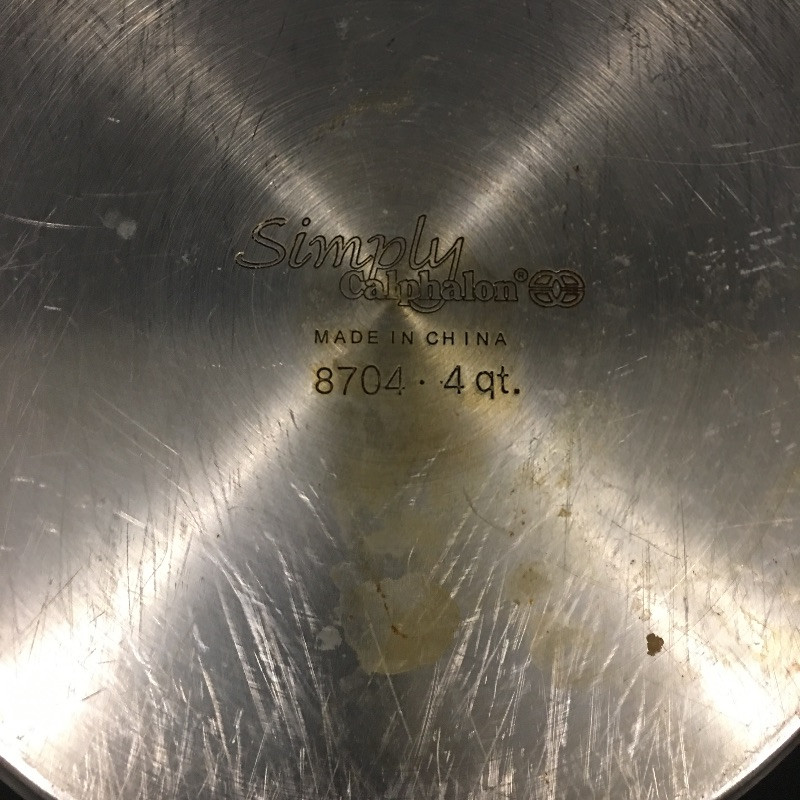 Simply
Calphalon®
MADE IN CHINA
8704 · 4 qt.